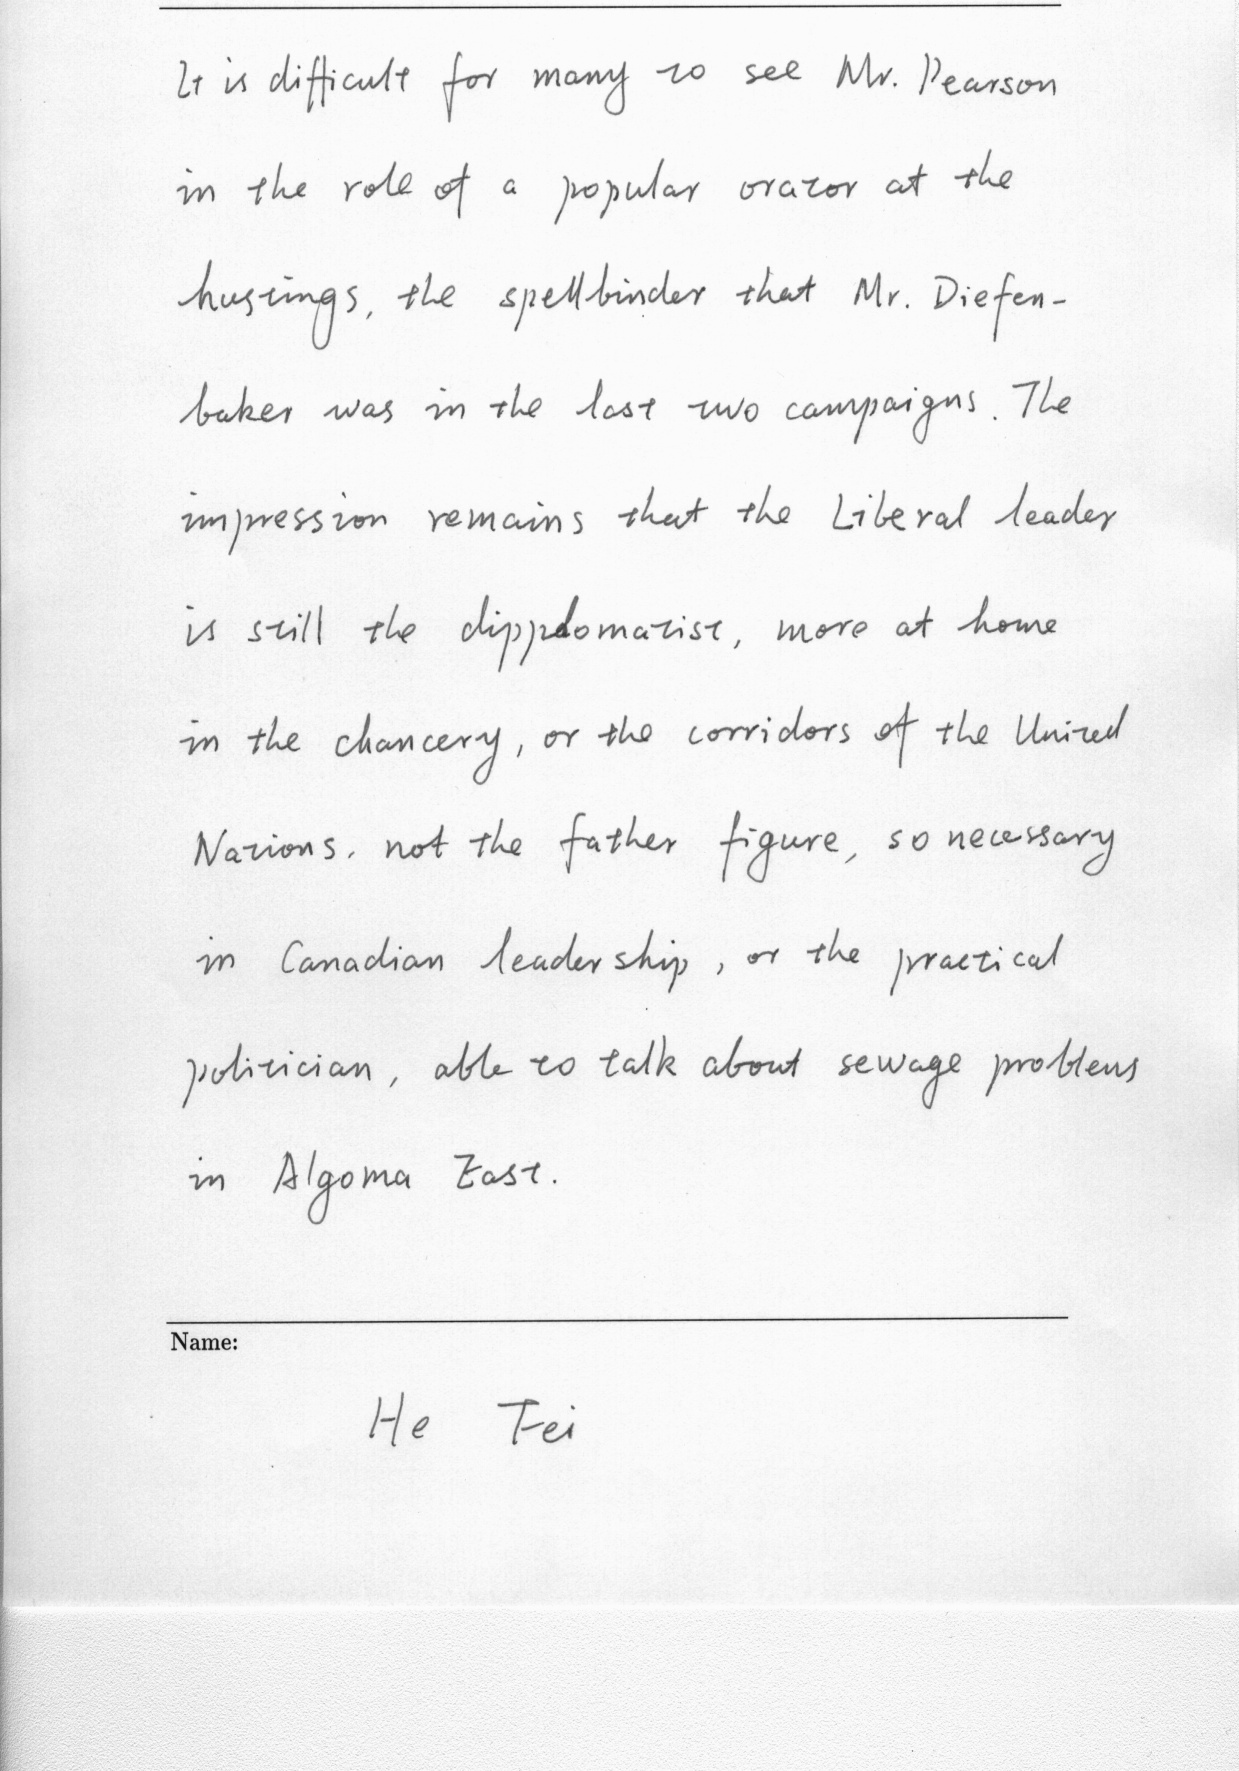 It is difficult for many to see Mr. Pearson
in the role of a popular orator at the
hustings, the spellbinder that Mr. Diefen-
baker was in the last two campaigns. The
impression remains that the Liberal leader
is still the dipplomatist, more at home
in the chancery, or the corridors of the United
Nations. not the father figure, so necessary
in Canadian leadership, or the practical
politician, able to talk about sewage problems
in Algoma East.
Name:
He Fei